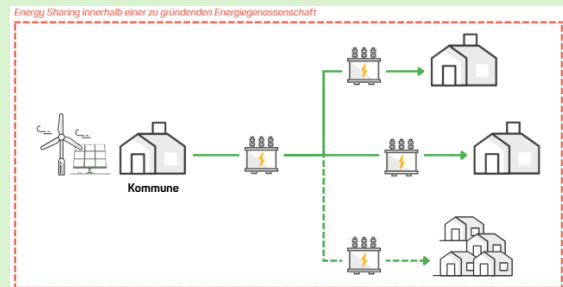 Energy Sharing innerhalb einer zu gründenden Energiegenossenschaft
Kommune